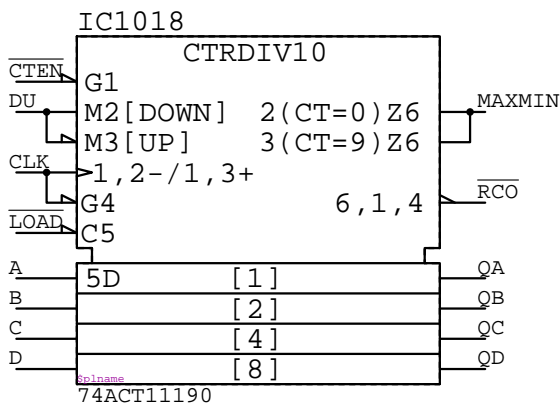 IC1018
CTRDIV10
CTEN G1
DU M2[DOWN] 2(CT=0)Z6 MAXMIN
M3[UP] 3(CT=9)Z6
CLK 1,2-/1,3+
G4 6,1,4 RCO
LOAD C5
A 5D [1] QA
B [2] QB
C [4] QC
D [8] QD
$plname
74ACT11190